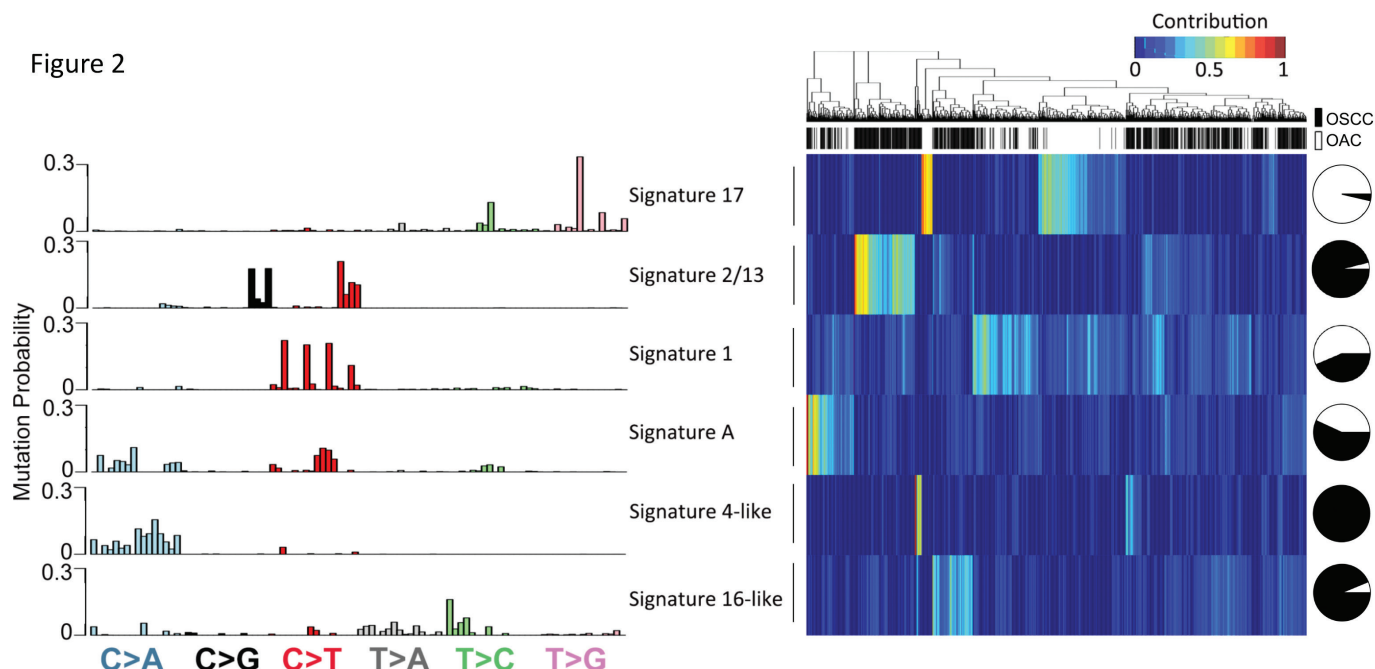 Figure 2
Contribution
0 0.5 1
OSCC
OAC
Mutation Probability
0.3
0
Signature 17
0.3
0
Signature 2/13
0.3
0
Signature 1
0.3
0
Signature A
0.3
0
Signature 4-like
0.3
0
Signature 16-like
C>A C>G C>T T>A T>C T>G